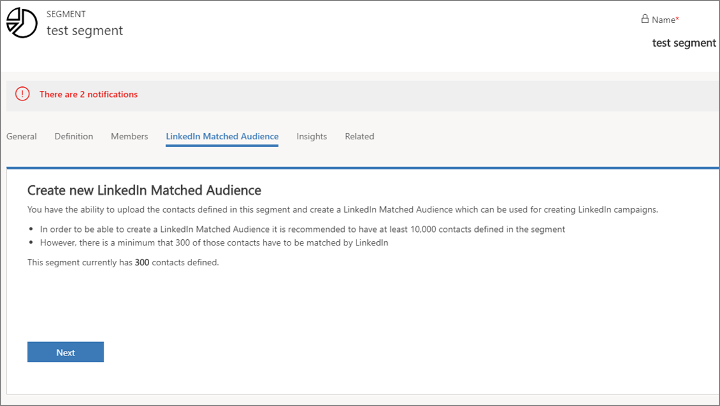 SEGMENT
test segment
Name*
test segment
There are 2 notifications
General Definition Members LinkedIn Matched Audience Insights Related
Create new LinkedIn Matched Audience
You have the ability to upload the contacts defined in this segment and create a LinkedIn Matched Audience which can be used for creating LinkedIn campaigns.
• In order to be able to create a LinkedIn Matched Audience it is recommended to have at least 10,000 contacts defined in the segment
• However, there is a minimum that 300 of those contacts have to be matched by LinkedIn
This segment currently has 300 contacts defined.
Next